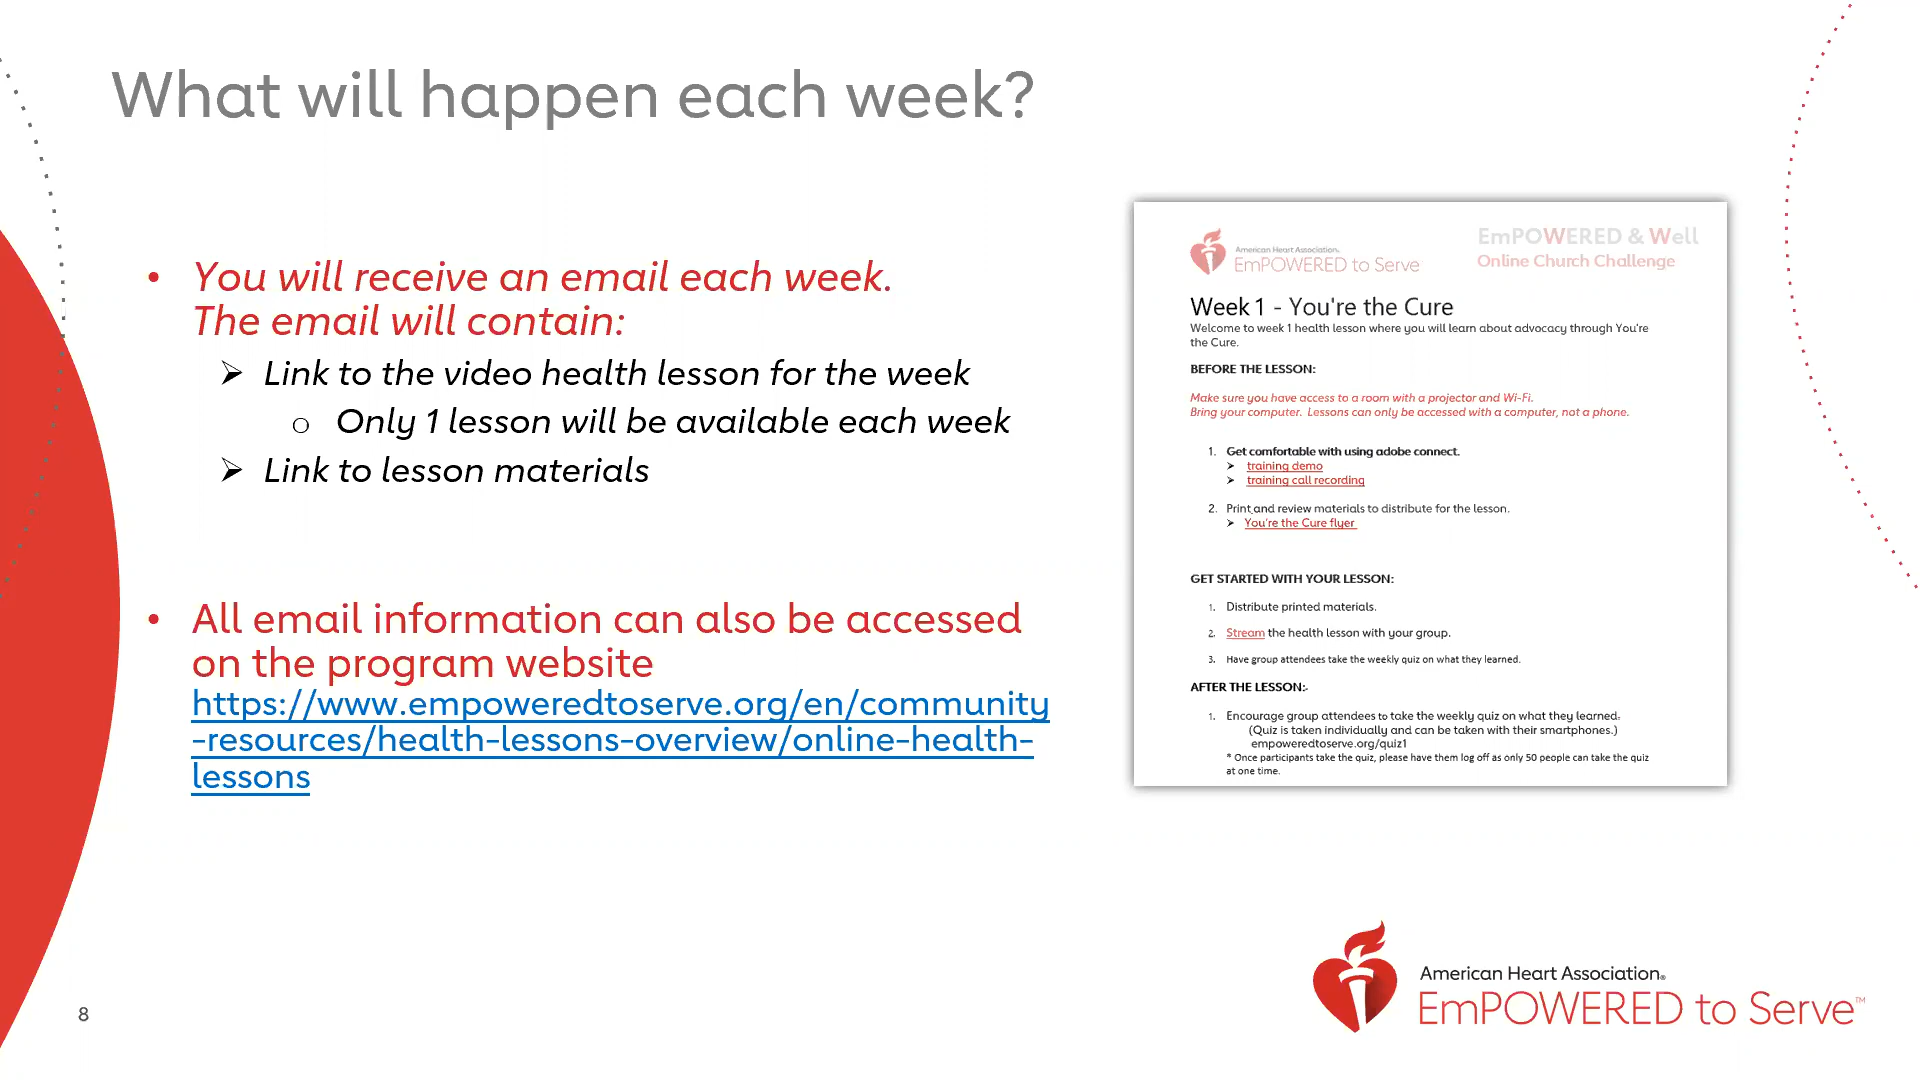 What will happen each week?
• You will receive an email each week.
The email will contain:
➢ Link to the video health lesson for the week
o Only 1 lesson will be available each week
➢ Link to lesson materials
• All email information can also be accessed
on the program website
https://www.empoweredtoserve.org/en/community
-resources/health-lessons-overview/online-health-
lessons
American Heart Association®
EmPOWERED to Serve
EmPOWERED & Well
Online Church Challenge
Week 1 - You're the Cure
Welcome to week 1 health lesson where you will learn about advocacy through You're
the Cure.
BEFORE THE LESSON:
Make sure you have access to a room with a projector and Wi-Fi.
Bring your computer. Lessons can only be accessed with a computer, not a phone.
1. Get comfortable with using adobe connect.
➢ training demo
➢ training call recording
2. Print and review materials to distribute for the lesson.
➢ You're the Cure flyer
GET STARTED WITH YOUR LESSON:
1. Distribute printed materials.
2. Stream the health lesson with your group.
3. Have group attendees take the weekly quiz on what they learned.
AFTER THE LESSON:
1. Encourage group attendees to take the weekly quiz on what they learned.
(Quiz is taken individually and can be taken with their smartphones.)
empoweredtoserve.org/quiz1
* Once participants take the quiz, please have them log off as only 50 people can take the quiz
at one time.
American Heart Association®
EmPOWERED to Serve™
8